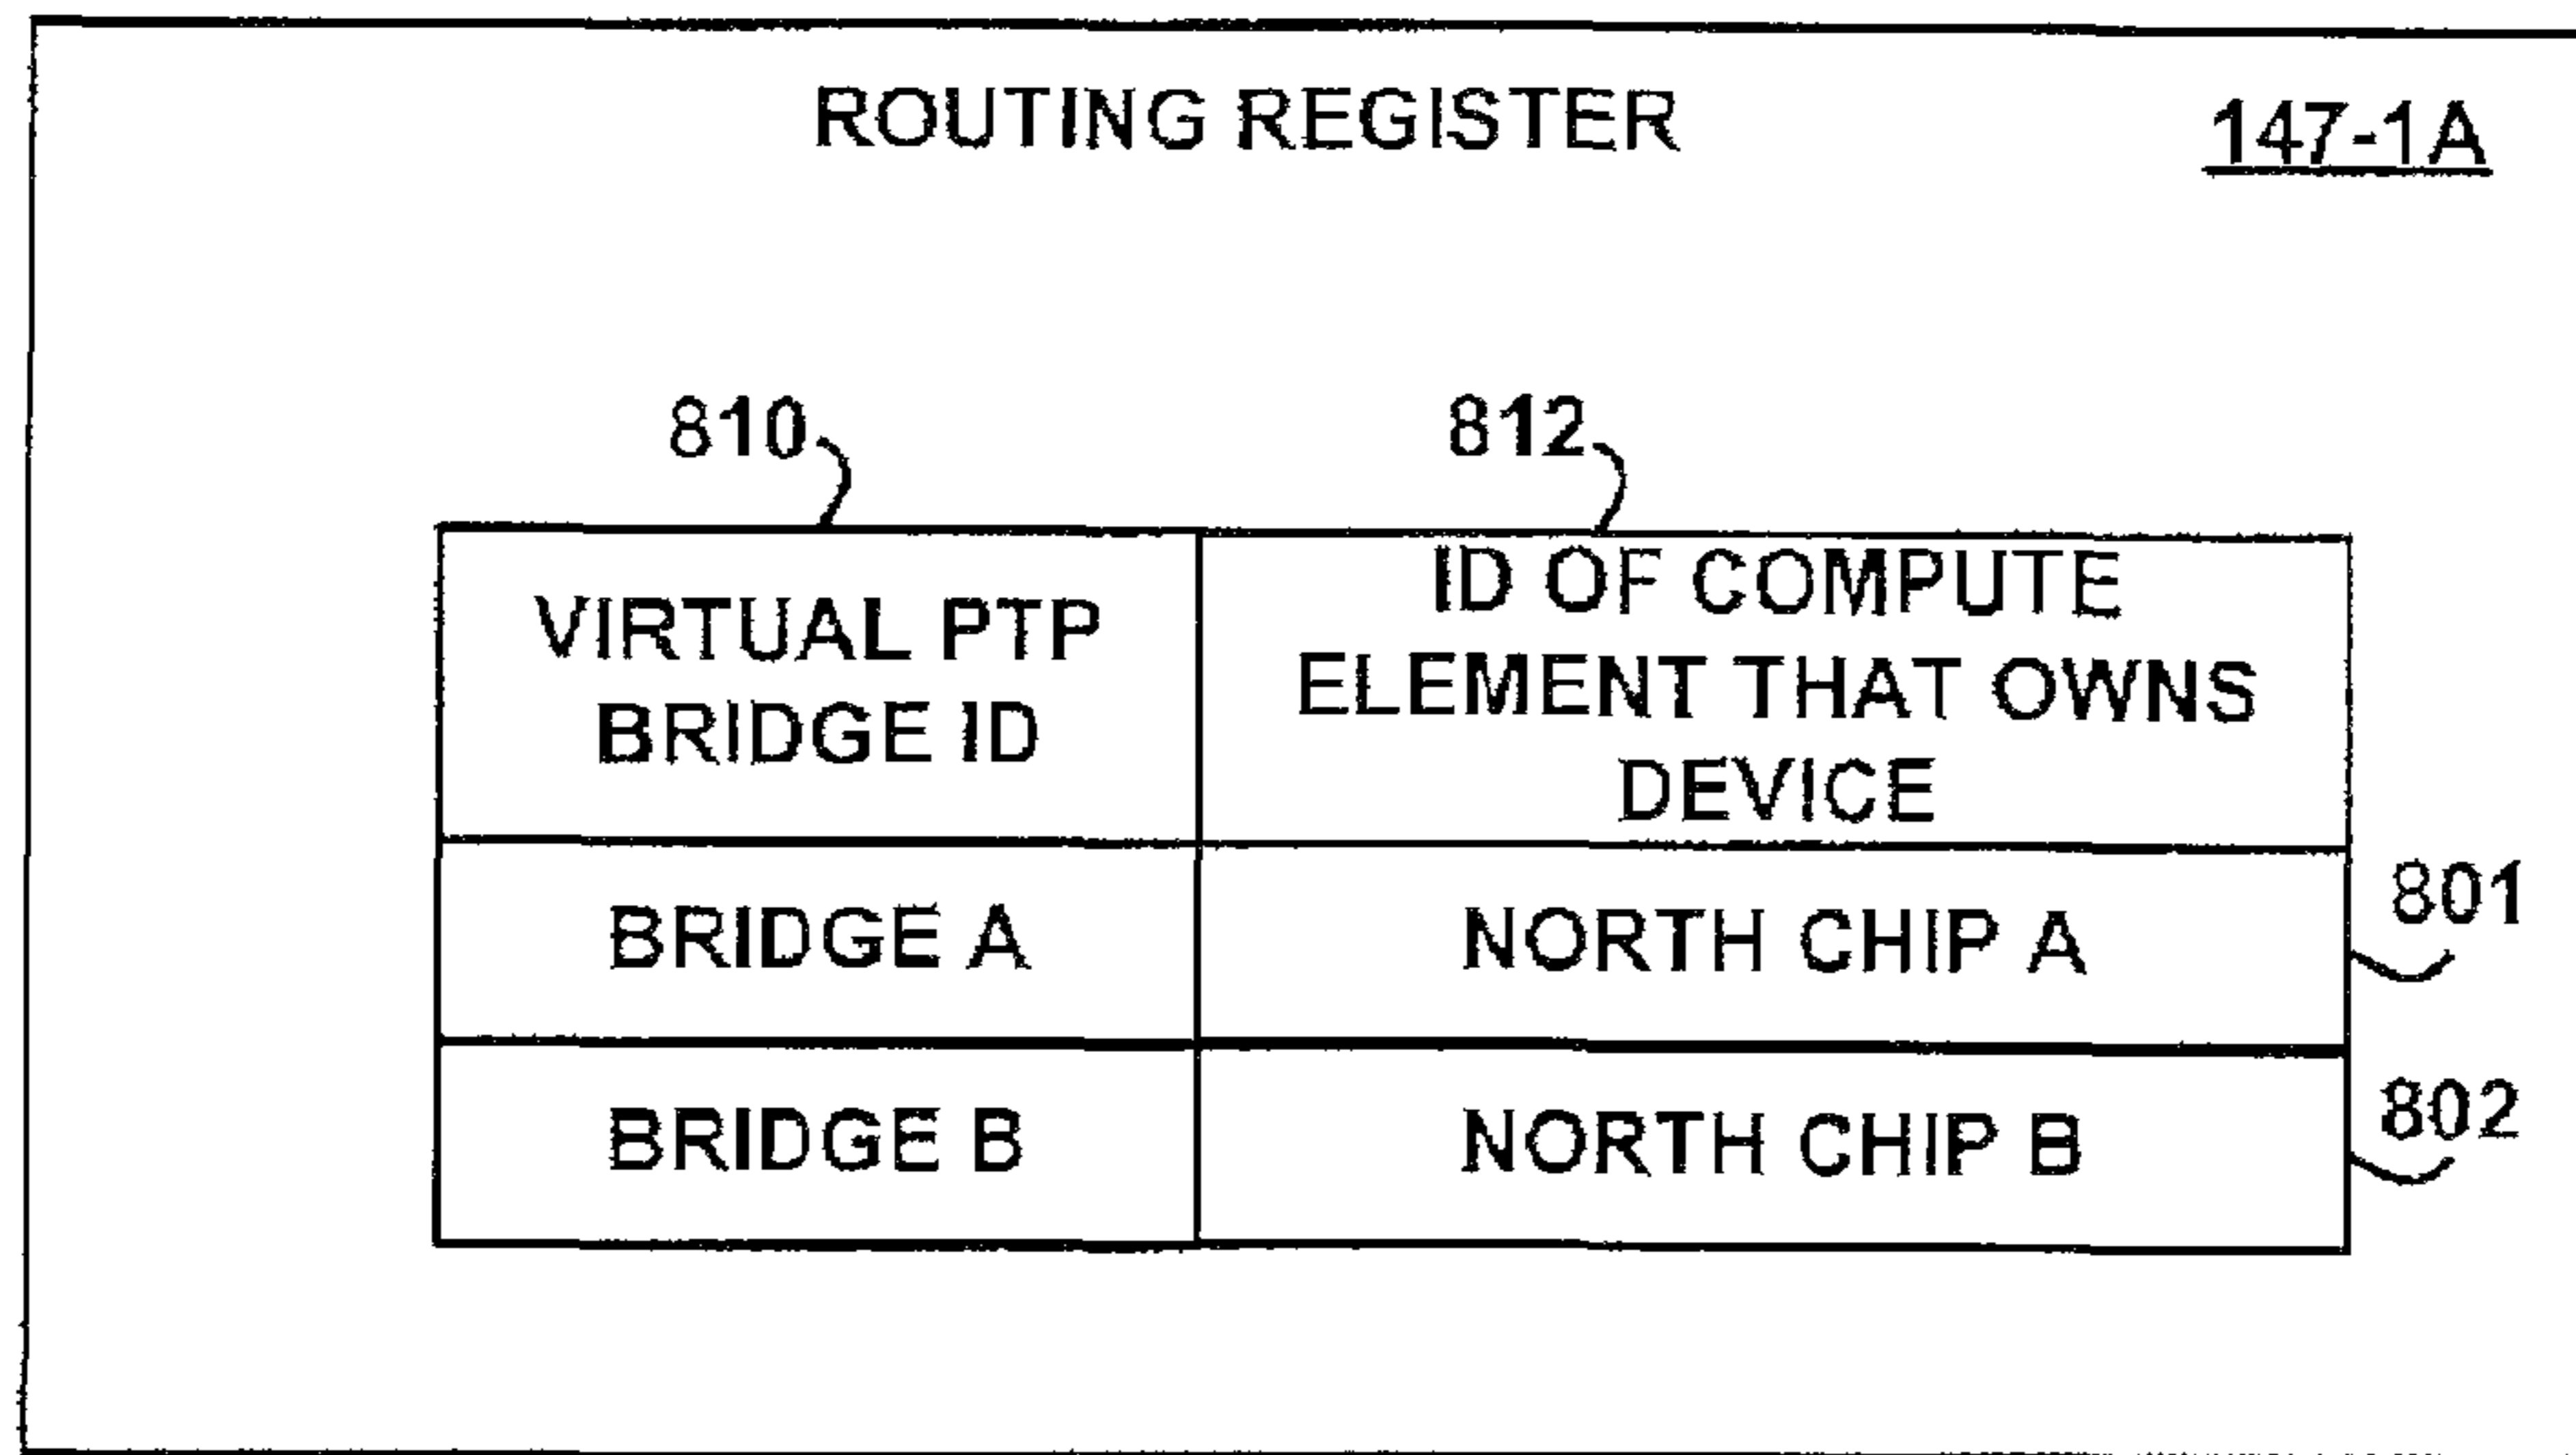 ROUTING REGISTER
147-1A
810
812
VIRTUAL PTP
BRIDGE ID
ID OF COMPUTE
ELEMENT THAT OWNS
DEVICE
BRIDGE A
NORTH CHIP A
801
BRIDGE B
NORTH CHIP B
802